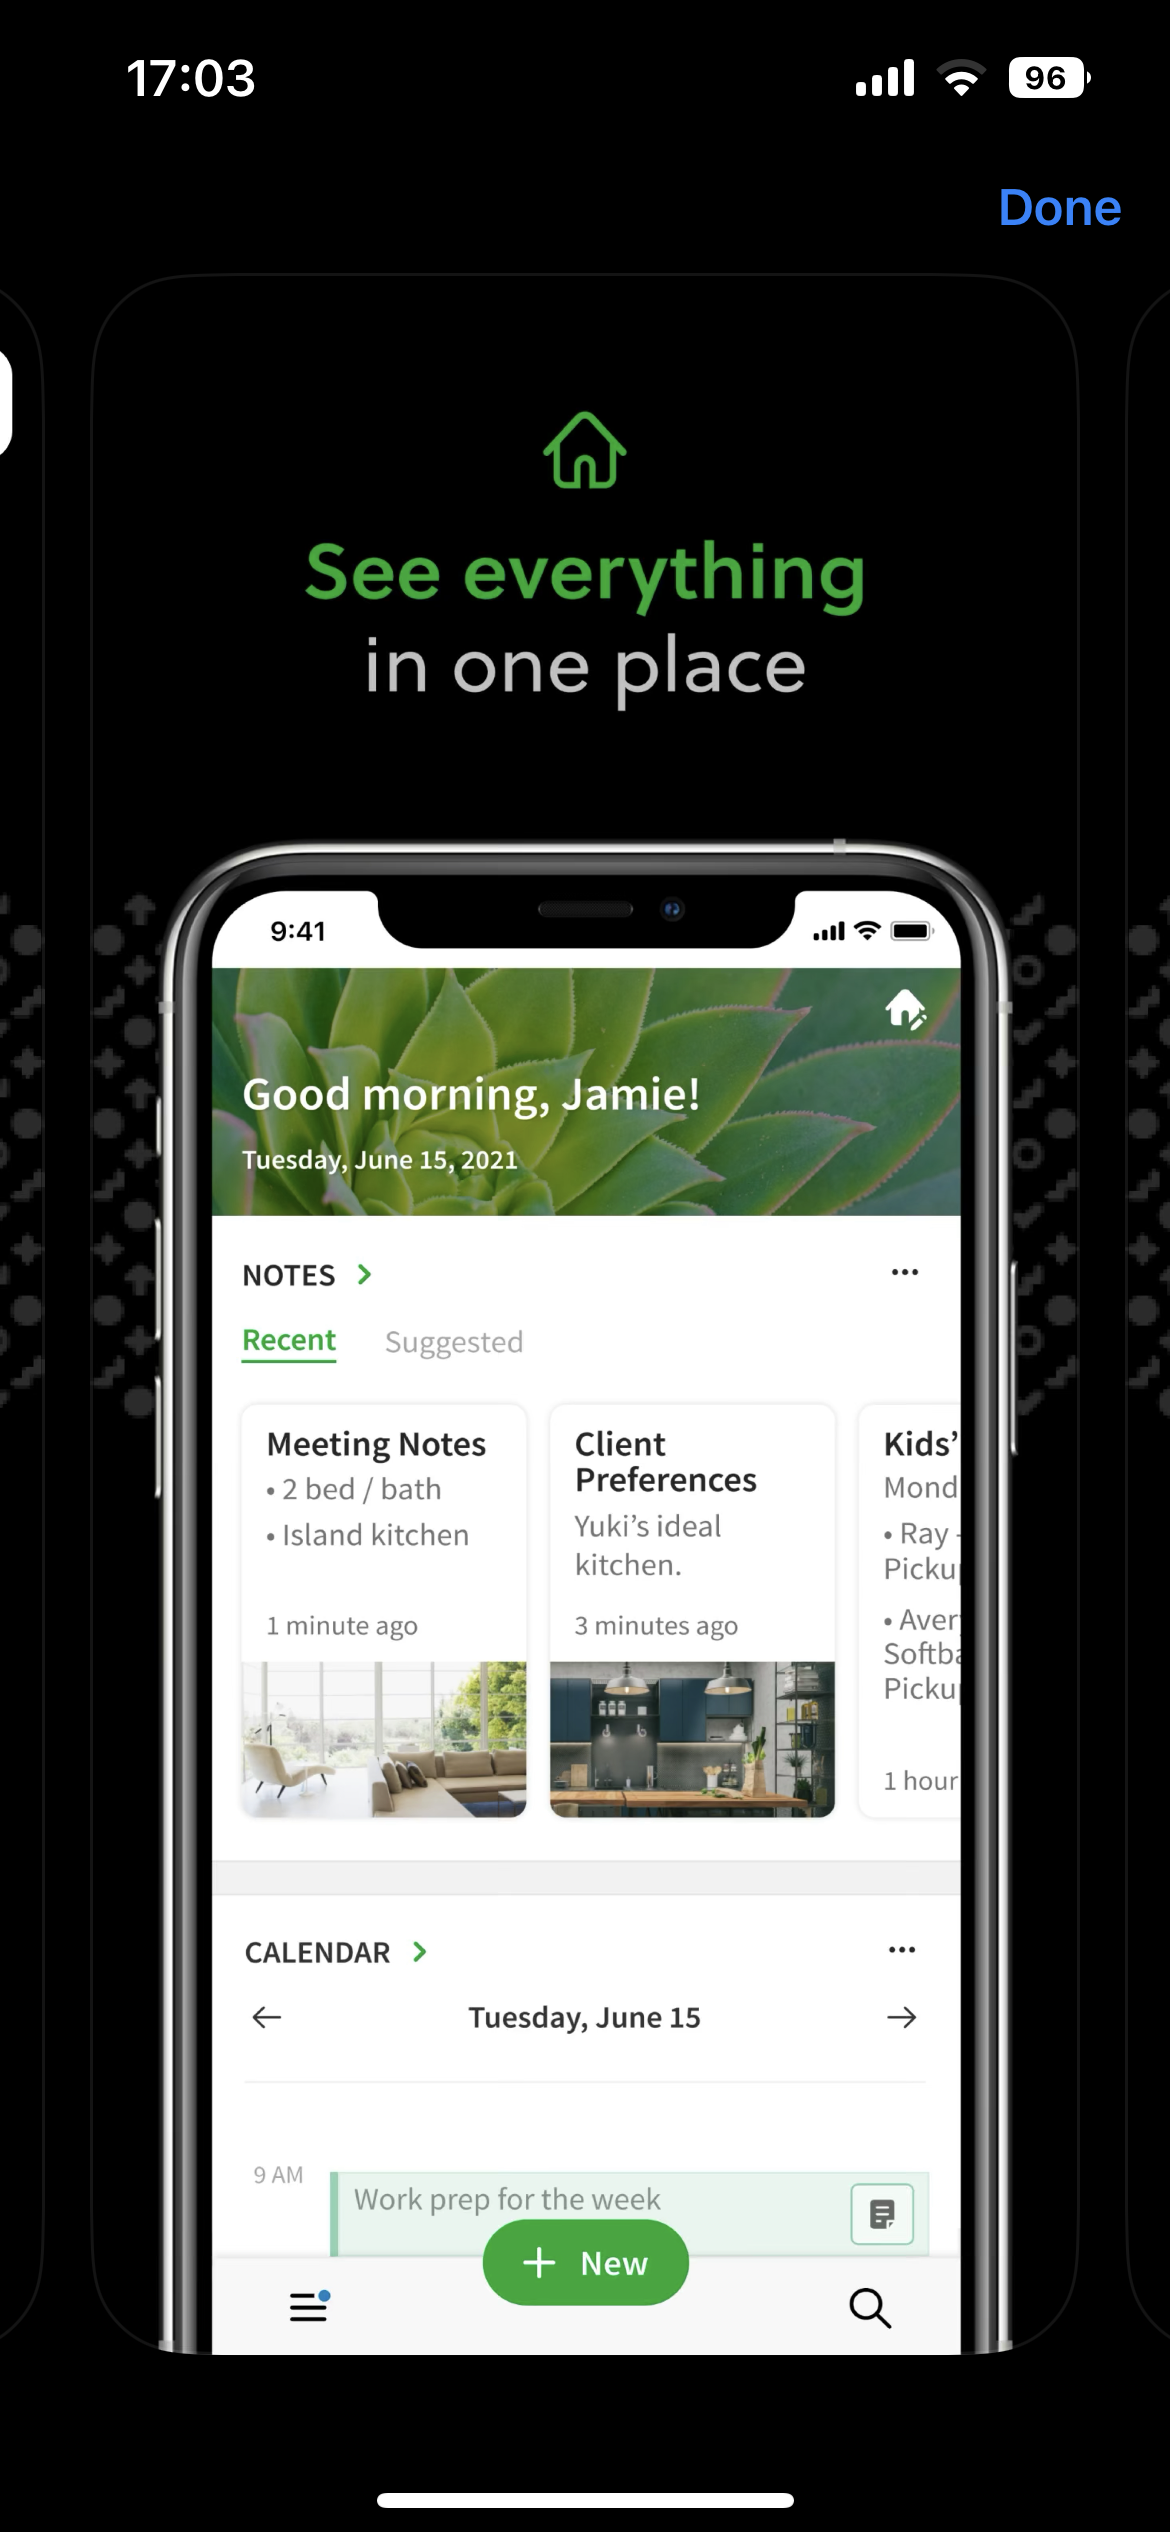 17:03
96
Done
See everything
in one place
9:41
Good morning, Jamie!
Tuesday, June 15, 2021
NOTES
Recent Suggested
Meeting Notes
• 2 bed / bath
• Island kitchen
1 minute ago
Client
Preferences
Yuki’s ideal
kitchen.
3 minutes ago
Kids’
Mond
• Ray -
Picku
• Aver
Softba
Picku
1 hour
CALENDAR
Tuesday, June 15
9 AM
Work prep for the week
+ New